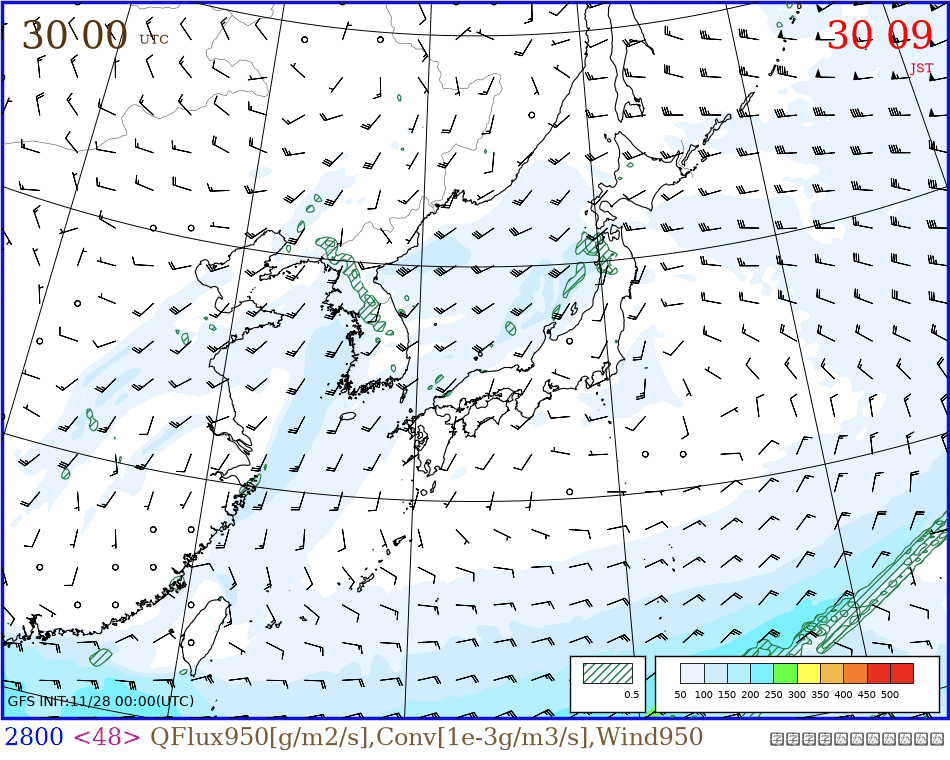 30 00 UTC
30 09
JST
0.5
50 100 150 200 250 300 350 400 450 500
GFS INIT:11/28 00:00(UTC)
2800 <48> QFlux950[g/m2/s],Conv[1e-3g/m3/s],Wind950